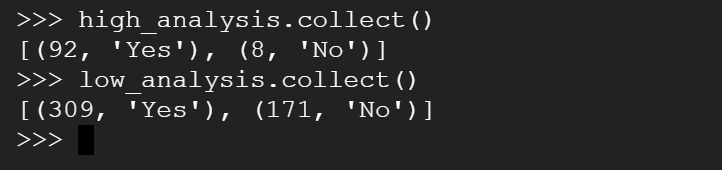 >>> high_analysis.collect()
[(92, 'Yes'), (8, 'No')]
>>> low_analysis.collect()
[(309, 'Yes'), (171, 'No')]
>>>